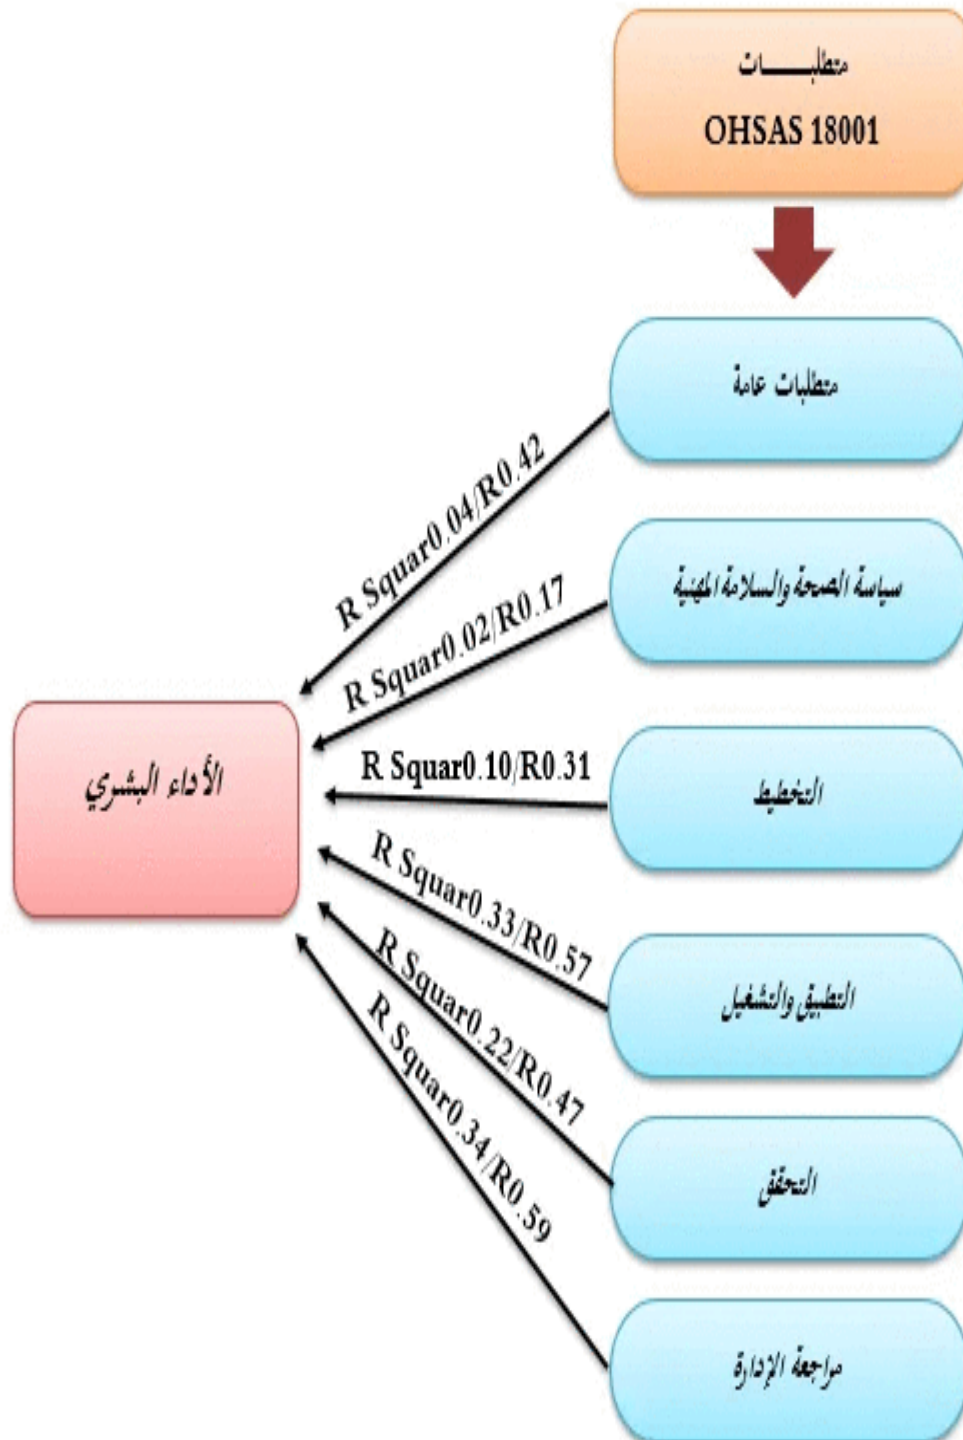 متطلبــــات
OHSAS 18001
متطلبات عامة
R Squar0.04/R0.42
سياسة الصحة والسلامة المهنية
R Squar0.02/R0.17
التخطيط
R Squar0.10/R0.31
الأداء البشري
التطبيق والتشغيل
R Squar0.33/R0.57
التحقق
R Squar0.22/R0.47
مراجعة الإدارة
R Squar0.34/R0.59